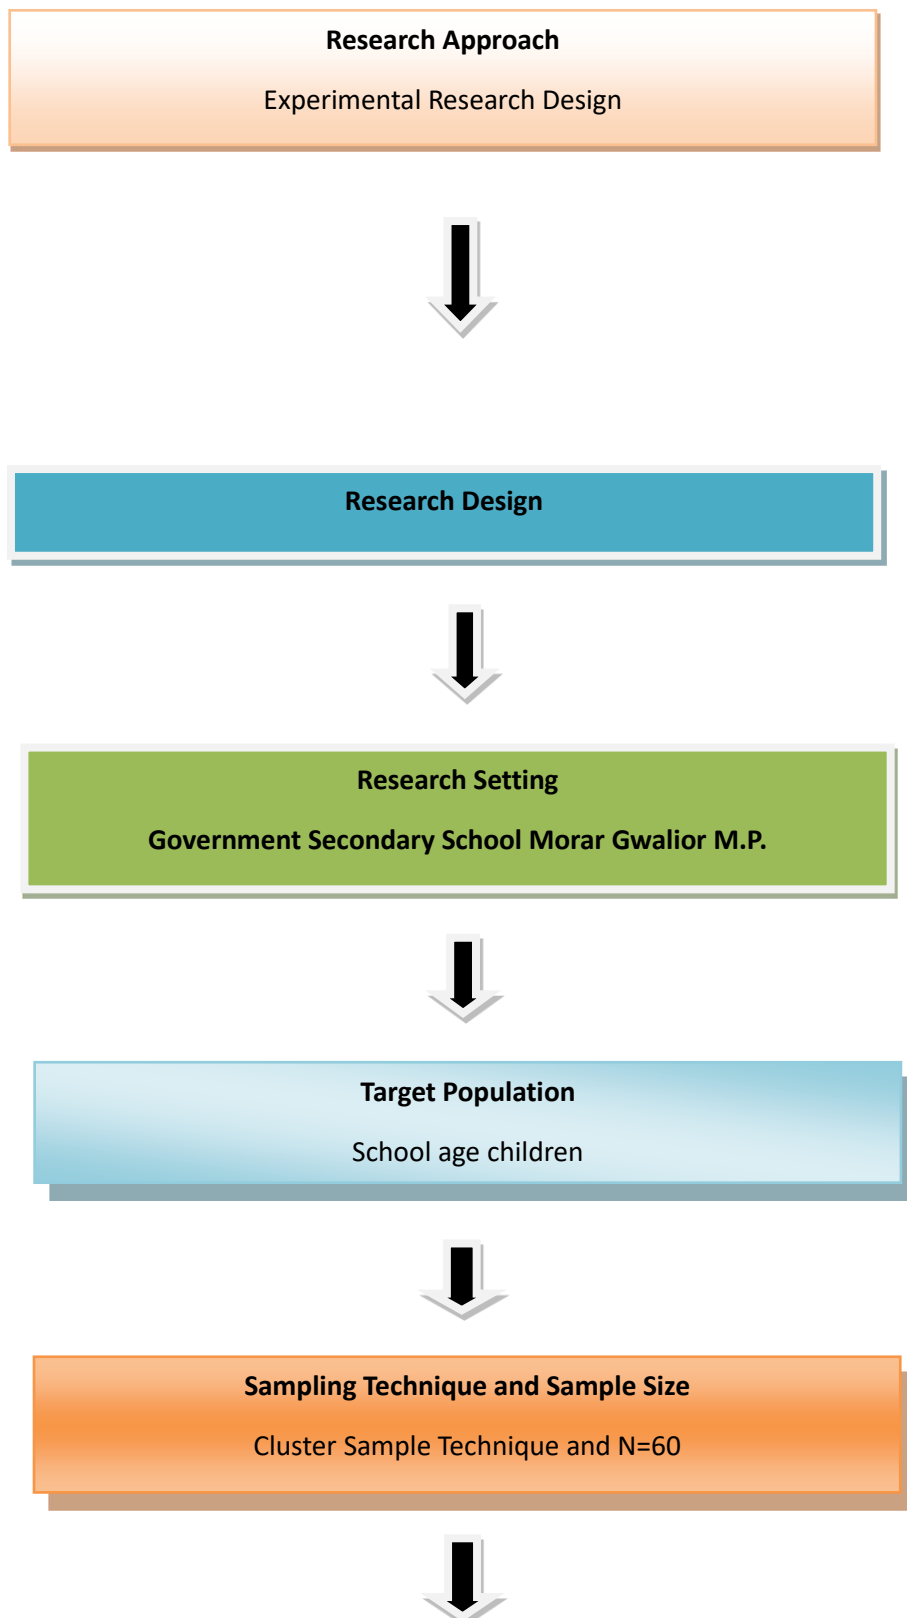 Research Approach
Experimental Research Design
Research Design
Research Setting
Government Secondary School Morar Gwalior M.P.
Target Population
School age children
Sampling Technique and Sample Size
Cluster Sample Technique and N=60